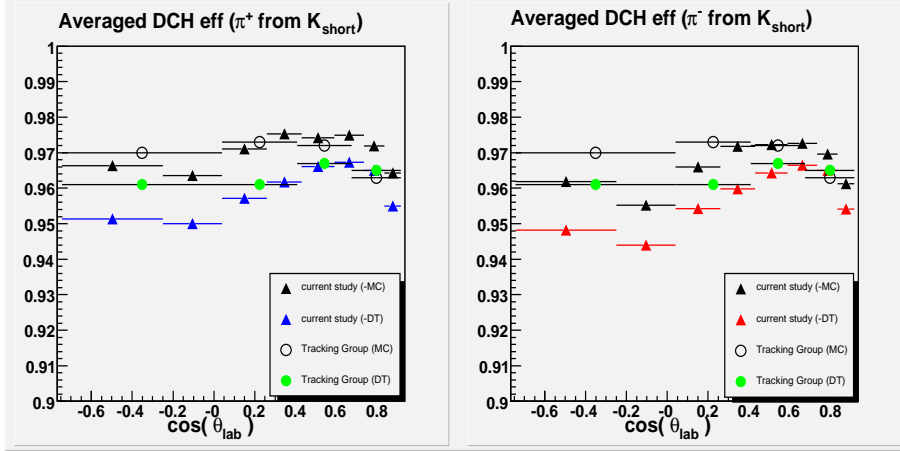 Averaged DCH eff (π+ from Kshort)
1
0.99
0.98
0.97
0.96
0.95
0.94
0.93
0.92
0.91
0.9
-0.6 -0.4 -0.2 -0 0.2 0.4 0.6 0.8
cos( θlab)
current study (-MC)
current study (-DT)
Tracking Group (MC)
Tracking Group (DT)
Averaged DCH eff (π- from Kshort)
1
0.99
0.98
0.97
0.96
0.95
0.94
0.93
0.92
0.91
0.9
-0.6 -0.4 -0.2 -0 0.2 0.4 0.6 0.8
cos( θlab)
current study (-MC)
current study (-DT)
Tracking Group (MC)
Tracking Group (DT)